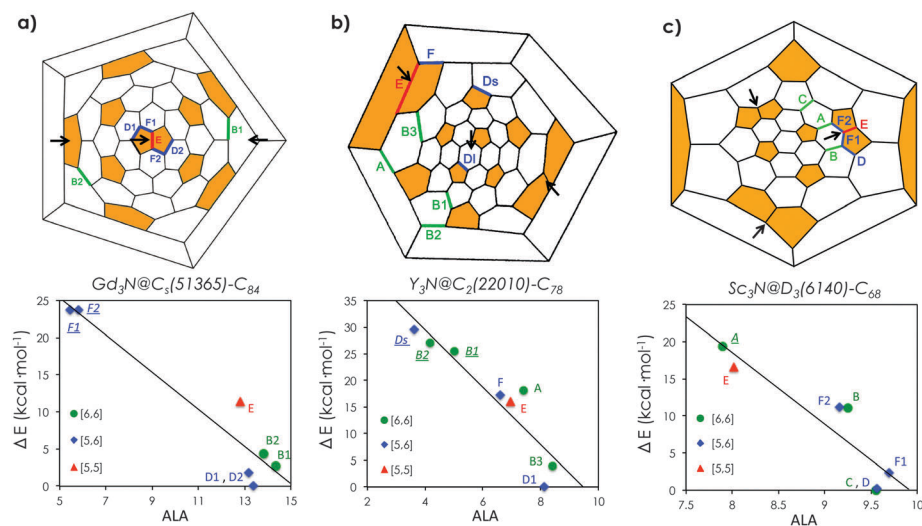 a)
D1 F1
E
F2 D2
B1
B2
b)
F
E
Ds
B3
A
D1
B1
B2
c)
C
A
F2 E
F1
B
D
Gd3N@Cs(51365)-C84
Y3N@C2(22010)-C78
Sc3N@D3(6140)-C68
ΔE (kcal·mol-1)
25
20
15
10
5
0
F2
F1
E
[6,6]
[5,6]
[5,5]
B2
B1
D1 , D2
5 7 9 11 13 15
ALA
ΔE (kcal·mol-1)
35
30
25
20
15
10
5
0
Ds
B2
B1
F
A
E
[6,6]
[5,6]
[5,5]
B3
D1
2 4 6 8 10
ALA
ΔE (kcal·mol-1)
25
20
15
10
5
0
A
E
F2
B
[6,6]
[5,6]
[5,5]
F1
C , D
7.5 8 8.5 9 9.5 10
ALA